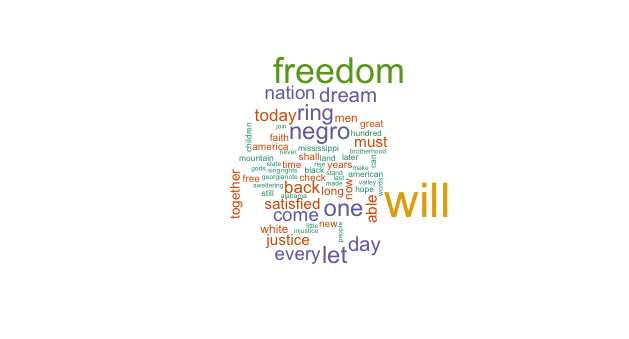 freedom
nation dream
today ring men
join negro great
children faith hundred
america never mississippi must
brotherhood
mountain shall land later can
gods state time rise years make
singrights black stand american
free georgia note check last valley
sweltering back made now hope words
together still alabama long able will
satisfied one
come little new
white injustice people
justice day
every let